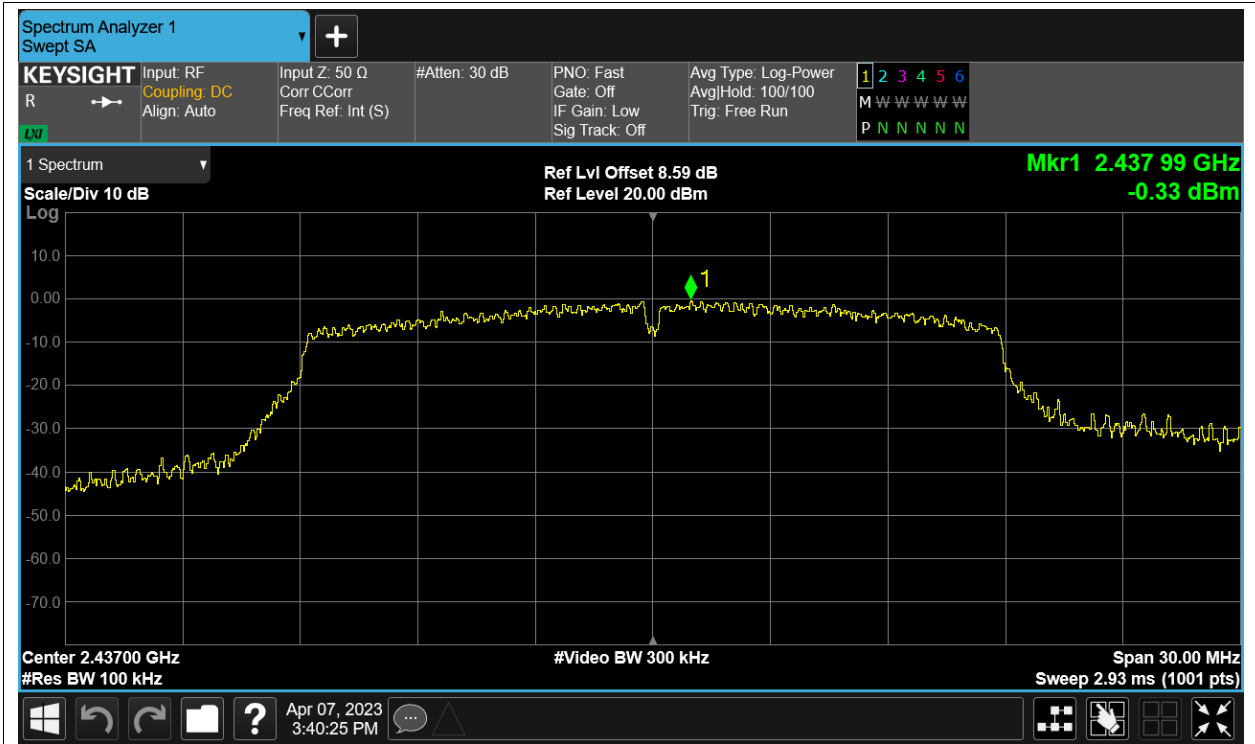 Spectrum Analyzer 1
Swept SA
KEYSIGHT
R
LXI
Input: RF
Coupling: DC
Align: Auto
Input Z: 50 Ω
Corr CCorr
Freq Ref: Int (S)
#Atten: 30 dB
PNO: Fast
Gate: Off
IF Gain: Low
Sig Track: Off
Avg Type: Log-Power
Avg|Hold: 100/100
Trig: Free Run
1 2 3 4 5 6
M W W W W W
P N N N N N
1 Spectrum
Scale/Div 10 dB
Log
Ref Lvl Offset 8.59 dB
Ref Level 20.00 dBm
Mkr1 2.437 99 GHz
-0.33 dBm
10.0
0.00
-10.0
-20.0
-30.0
-40.0
-50.0
-60.0
-70.0
1
Center 2.43700 GHz
#Res BW 100 kHz
#Video BW 300 kHz
Span 30.00 MHz
Sweep 2.93 ms (1001 pts)
?
Apr 07, 2023
3:40:25 PM